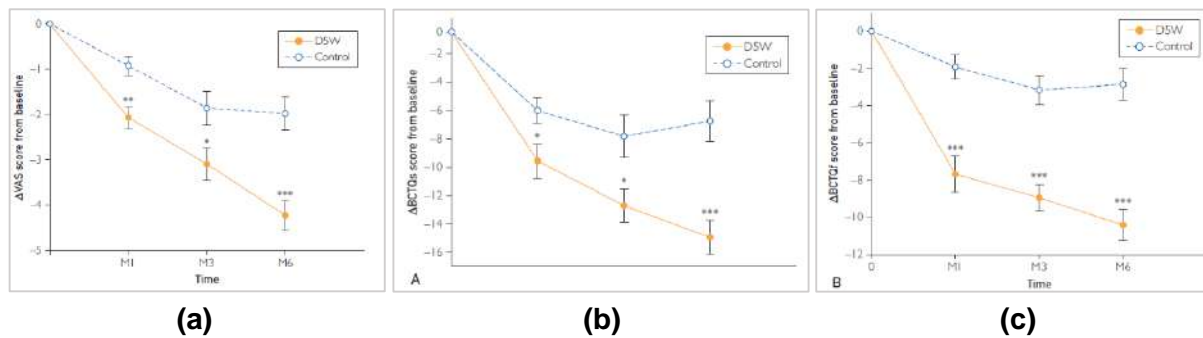 0
-1
-2
-3
-4
-5
ΔVAS score from baseline
D5W
Control
**
*
***
M1
M3
M6
Time
(a)
0
-2
-4
-6
-8
-10
-12
-14
-16
ΔBCTQs score from baseline
D5W
Control
*
*
***
A
(b)
0
-2
-4
-6
-8
-10
-12
ΔBCTQf score from baseline
D5W
Control
***
***
***
0
M1
M3
M6
B
Time
(c)